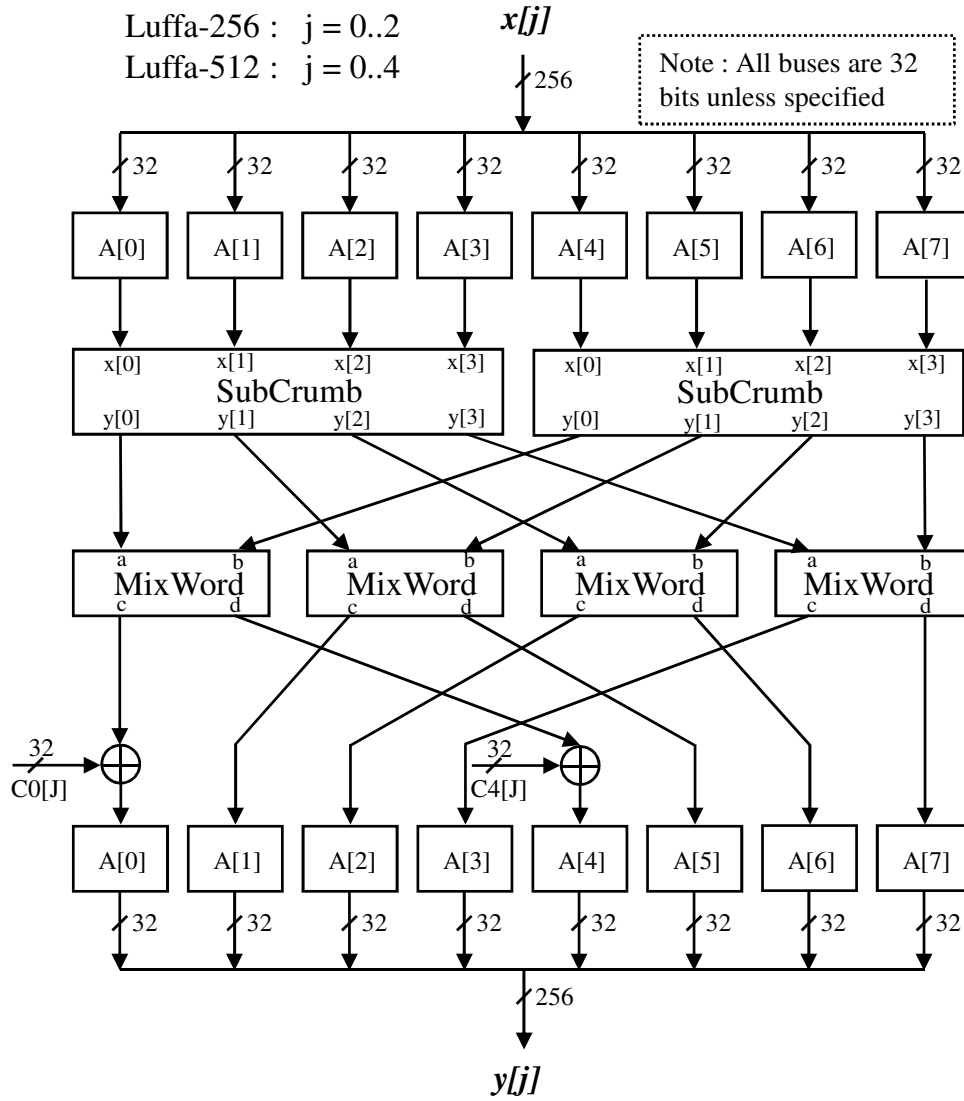 Luffa-256 : j = 0..2
x[j]
Luffa-512 : j = 0..4
Note : All buses are 32
bits unless specified
256
32 32 32 32 32 32 32 32
A[0] A[1] A[2] A[3] A[4] A[5] A[6] A[7]
x[0] x[1] x[2] x[3] x[0] x[1] x[2] x[3]
SubCrumb SubCrumb
y[0] y[1] y[2] y[3] y[0] y[1] y[2] y[3]
a b a b a b a b
MixWord MixWord MixWord MixWord
c d c d c d c d
32 32
C0[J] C4[J]
A[0] A[1] A[2] A[3] A[4] A[5] A[6] A[7]
32 32 32 32 32 32 32 32
256
y[j]